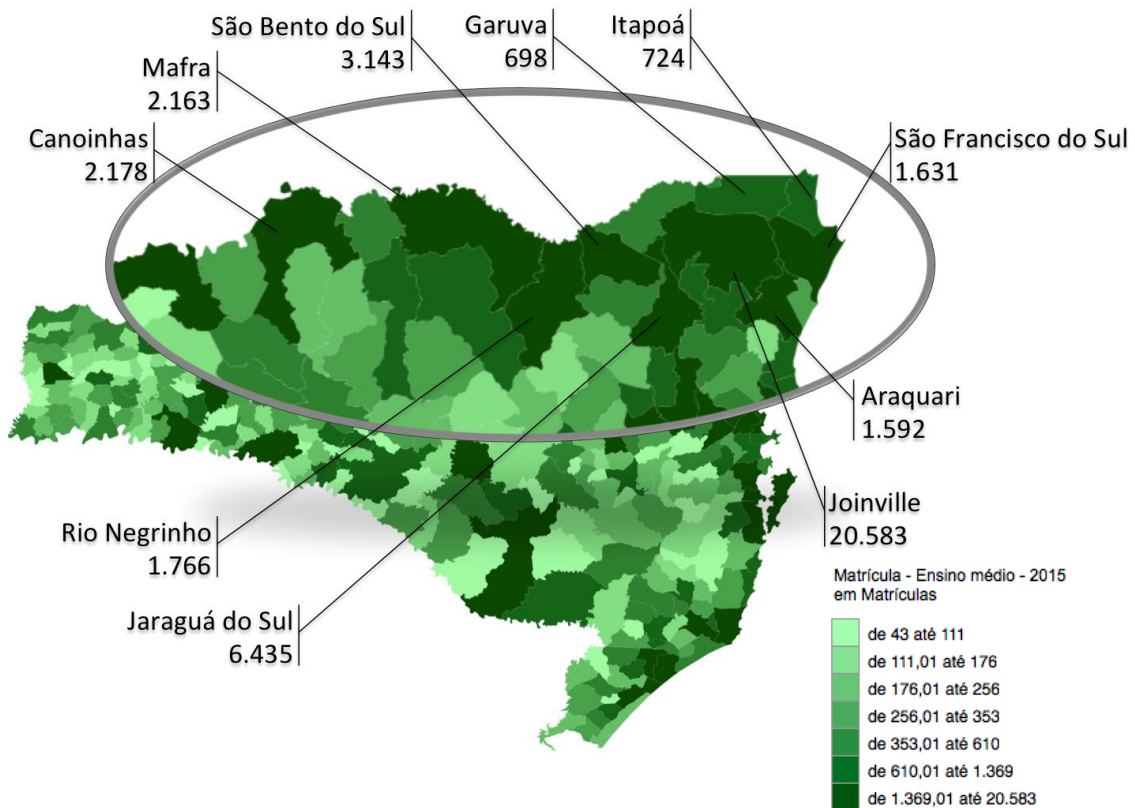 São Bento do Sul
3.143
Garuva
698
Itapoá
724
Mafra
2.163
Canoinhas
2.178
São Francisco do Sul
1.631
Araquari
1.592
Joinville
20.583
Rio Negrinho
1.766
Jaraguá do Sul
6.435
Matrícula - Ensino médio - 2015
em Matrículas
de 43 até 111
de 111,01 até 176
de 176,01 até 256
de 256,01 até 353
de 353,01 até 610
de 610,01 até 1.369
de 1.369,01 até 20.583